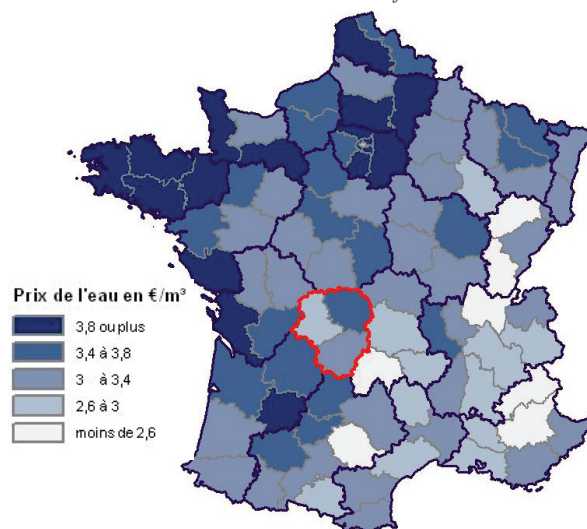 Prix de l'eau en €/m³
3,8 ou plus
3,4 à 3,8
3 à 3,4
2,6 à 3
moins de 2,6